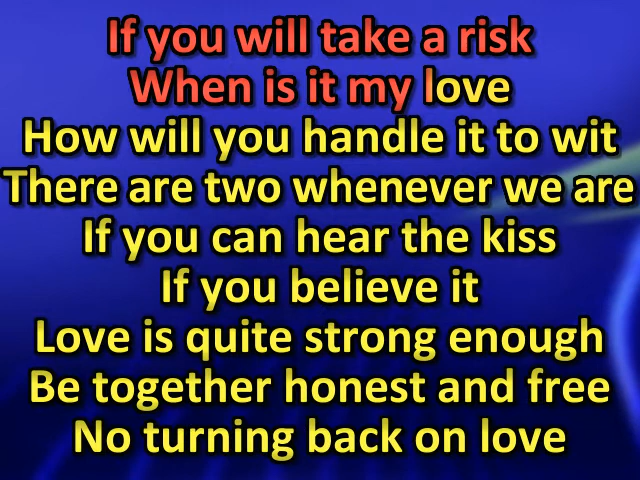 If you will take a risk
When is it my love
How will you handle it to wit
There are two whenever we are
If you can hear the kiss
If you believe it
Love is quite strong enough
Be together honest and free
No turning back on love